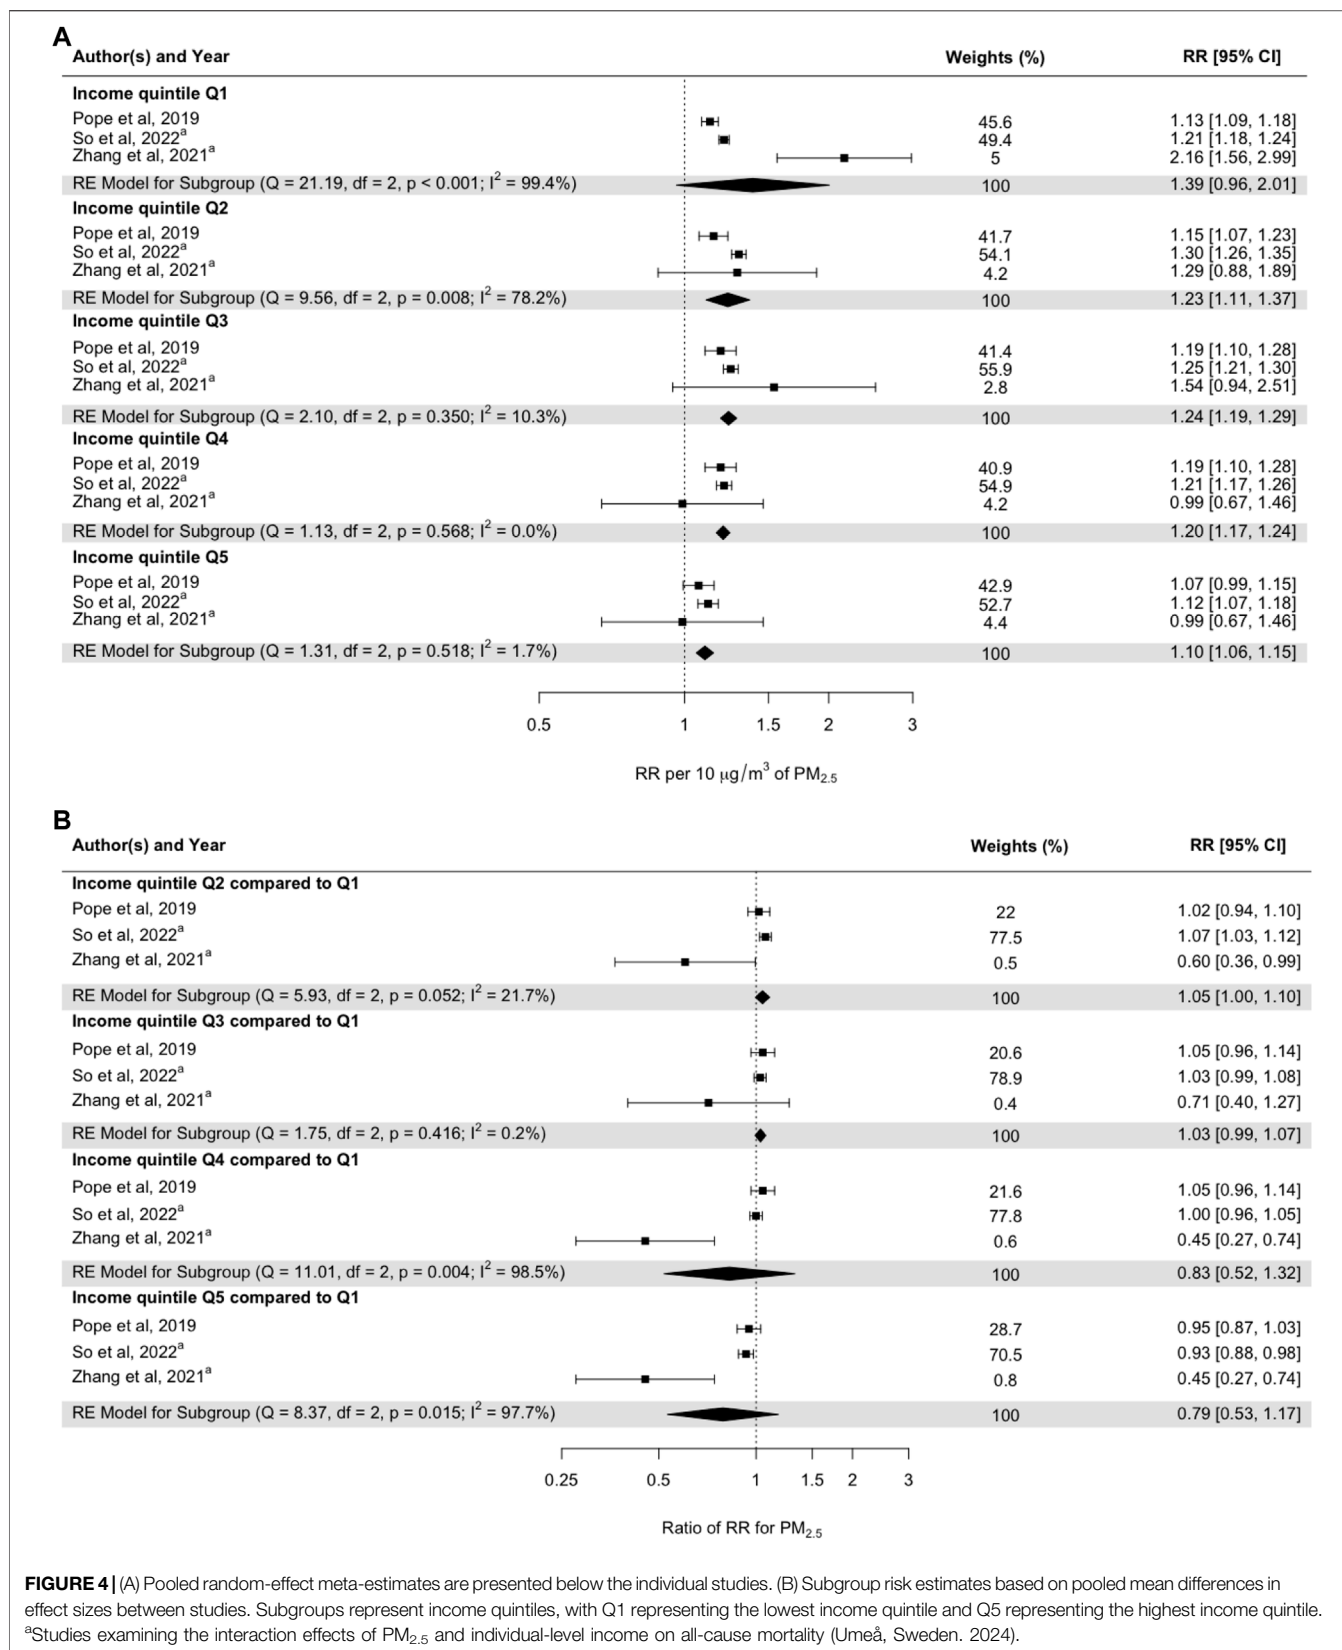 A
Author(s) and Year Weights (%) RR [95% CI]
Income quintile Q1
Pope et al, 2019 45.6 1.13 [1.09, 1.18]
So et al, 2022a 49.4 1.21 [1.18, 1.24]
Zhang et al, 2021a 5 2.16 [1.56, 2.99]
RE Model for Subgroup (Q = 21.19, df = 2, p < 0.001; I2 = 99.4%) 100 1.39 [0.96, 2.01]
Income quintile Q2
Pope et al, 2019 41.7 1.15 [1.07, 1.23]
So et al, 2022a 54.1 1.30 [1.26, 1.35]
Zhang et al, 2021a 4.2 1.29 [0.88, 1.89]
RE Model for Subgroup (Q = 9.56, df = 2, p = 0.008; I2 = 78.2%) 100 1.23 [1.11, 1.37]
Income quintile Q3
Pope et al, 2019 41.4 1.19 [1.10, 1.28]
So et al, 2022a 55.9 1.25 [1.21, 1.30]
Zhang et al, 2021a 2.8 1.54 [0.94, 2.51]
RE Model for Subgroup (Q = 2.10, df = 2, p = 0.350; I2 = 10.3%) 100 1.24 [1.19, 1.29]
Income quintile Q4
Pope et al, 2019 40.9 1.19 [1.10, 1.28]
So et al, 2022a 54.9 1.21 [1.17, 1.26]
Zhang et al, 2021a 4.2 0.99 [0.67, 1.46]
RE Model for Subgroup (Q = 1.13, df = 2, p = 0.568; I2 = 0.0%) 100 1.20 [1.17, 1.24]
Income quintile Q5
Pope et al, 2019 42.9 1.07 [0.99, 1.15]
So et al, 2022a 52.7 1.12 [1.07, 1.18]
Zhang et al, 2021a 4.4 0.99 [0.67, 1.46]
RE Model for Subgroup (Q = 1.31, df = 2, p = 0.518; I2 = 1.7%) 100 1.10 [1.06, 1.15]
0.5 1 1.5 2 3
RR per 10 μg/m3 of PM2.5
B
Author(s) and Year Weights (%) RR [95% CI]
Income quintile Q2 compared to Q1
Pope et al, 2019 22 1.02 [0.94, 1.10]
So et al, 2022a 77.5 1.07 [1.03, 1.12]
Zhang et al, 2021a 0.5 0.60 [0.36, 0.99]
RE Model for Subgroup (Q = 5.93, df = 2, p = 0.052; I2 = 21.7%) 100 1.05 [1.00, 1.10]
Income quintile Q3 compared to Q1
Pope et al, 2019 20.6 1.05 [0.96, 1.14]
So et al, 2022a 78.9 1.03 [0.99, 1.08]
Zhang et al, 2021a 0.4 0.71 [0.40, 1.27]
RE Model for Subgroup (Q = 1.75, df = 2, p = 0.416; I2 = 0.2%) 100 1.03 [0.99, 1.07]
Income quintile Q4 compared to Q1
Pope et al, 2019 21.6 1.05 [0.96, 1.14]
So et al, 2022a 77.8 1.00 [0.96, 1.05]
Zhang et al, 2021a 0.6 0.45 [0.27, 0.74]
RE Model for Subgroup (Q = 11.01, df = 2, p = 0.004; I2 = 98.5%) 100 0.83 [0.52, 1.32]
Income quintile Q5 compared to Q1
Pope et al, 2019 28.7 0.95 [0.87, 1.03]
So et al, 2022a 70.5 0.93 [0.88, 0.98]
Zhang et al, 2021a 0.8 0.45 [0.27, 0.74]
RE Model for Subgroup (Q = 8.37, df = 2, p = 0.015; I2 = 97.7%) 100 0.79 [0.53, 1.17]
0.25 0.5 1 1.5 2 3
Ratio of RR for PM2.5
FIGURE 4 | (A) Pooled random-effect meta-estimates are presented below the individual studies. (B) Subgroup risk estimates based on pooled mean differences in
effect sizes between studies. Subgroups represent income quintiles, with Q1 representing the lowest income quintile and Q5 representing the highest income quintile.
aStudies examining the interaction effects of PM2.5 and individual-level income on all-cause mortality (Umeå, Sweden. 2024).